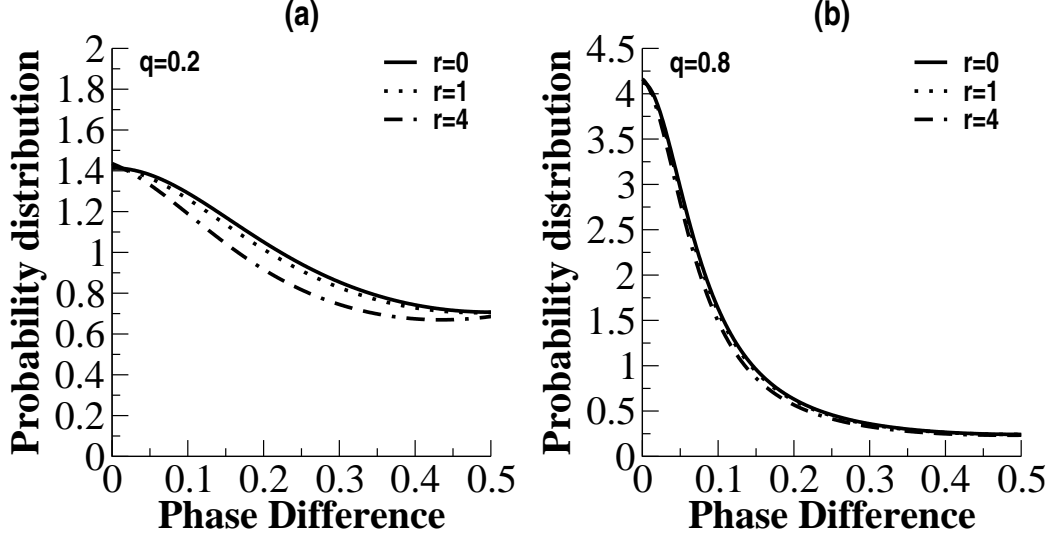 (a)
q=0.2
r=0
r=1
r=4
2
1.8
1.6
1.4
1.2
1
0.8
0.6
0.4
0.2
0
Probability distribution
0 0.1 0.2 0.3 0.4 0.5
Phase Difference
(b)
q=0.8
r=0
r=1
r=4
4.5
4
3.5
3
2.5
2
1.5
1
0.5
0
Probability distribution
0 0.1 0.2 0.3 0.4 0.5
Phase Difference